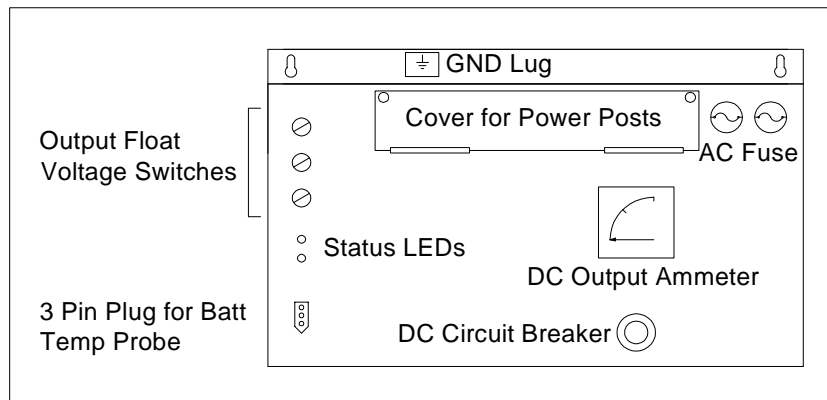 GND Lug
Cover for Power Posts
AC Fuse
Output Float
Voltage Switches
Status LEDs
DC Output Ammeter
3 Pin Plug for Batt
Temp Probe
DC Circuit Breaker